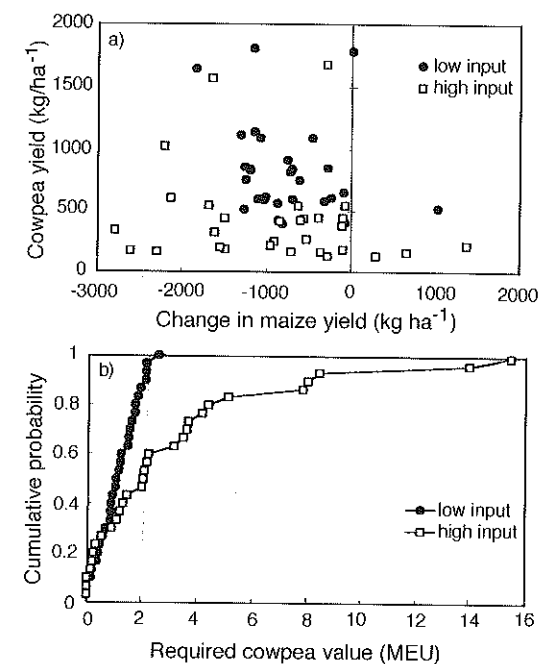 2000
a)
1500
1000
500
0
Cowpea yield (kg/ha⁻¹)
low input
high input
-3000 -2000 -1000 0 1000 2000
Change in maize yield (kg ha⁻¹)
1
b)
0.8
0.6
0.4
0.2
0
Cumulative probability
low input
high input
0 2 4 6 8 10 12 14 16
Required cowpea value (MEU)